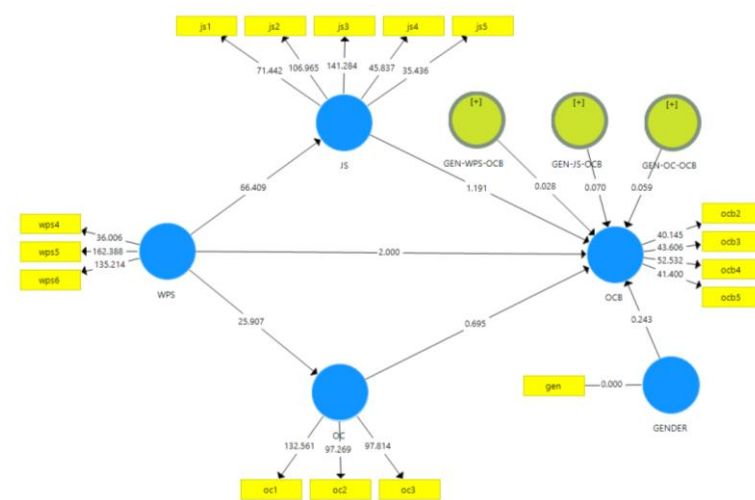 js1 js2 js3 js4 js5
71.442 106.965 141.284 45.837 35.436
[+] [+] [+]
JS
GEN-WPS-OCB GEN-JS-OCB GEN-OC-OCB
66.409 1.191 0.028 0.070 0.059
wps4
wps5
wps6
36.006
162.388
135.214
WPS
2.000
40.145
43.606
52.532
41.400
ocb2
ocb3
ocb4
ocb5
OCB
25.907 0.695 0.243
gen 0.000
GENDER
OC
132.561 97.269 97.814
oc1 oc2 oc3